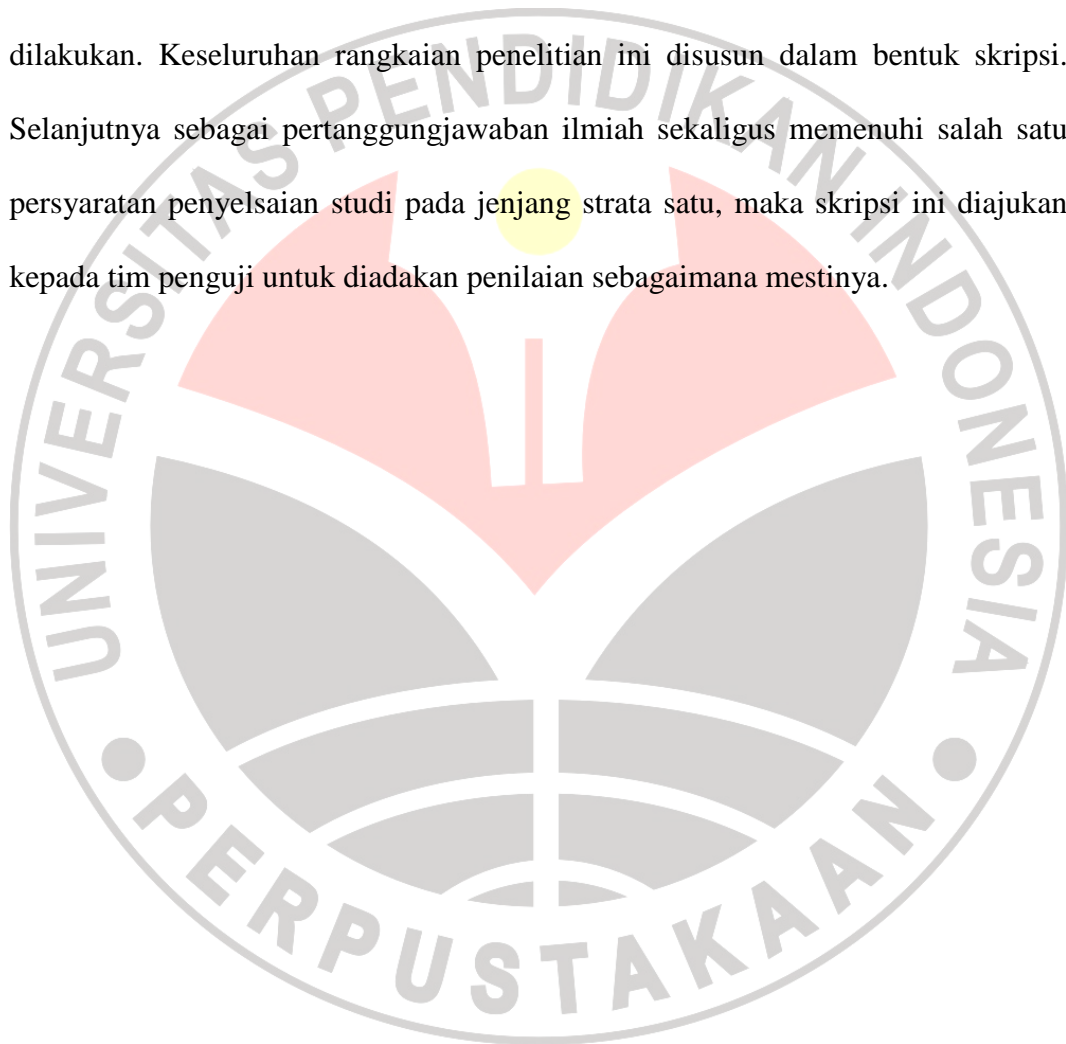 dilakukan. Keseluruhan rangkaian penelitian ini disusun dalam bentuk skripsi.
Selanjutnya sebagai pertanggungjawaban ilmiah sekaligus memenuhi salah satu
persyaratan penyelsaian studi pada jenjang strata satu, maka skripsi ini diajukan
kepada tim penguji untuk diadakan penilaian sebagaimana mestinya.
UNIVERSITAS PENDIDIKAN INDONESIA
PERPUSTAKAAN